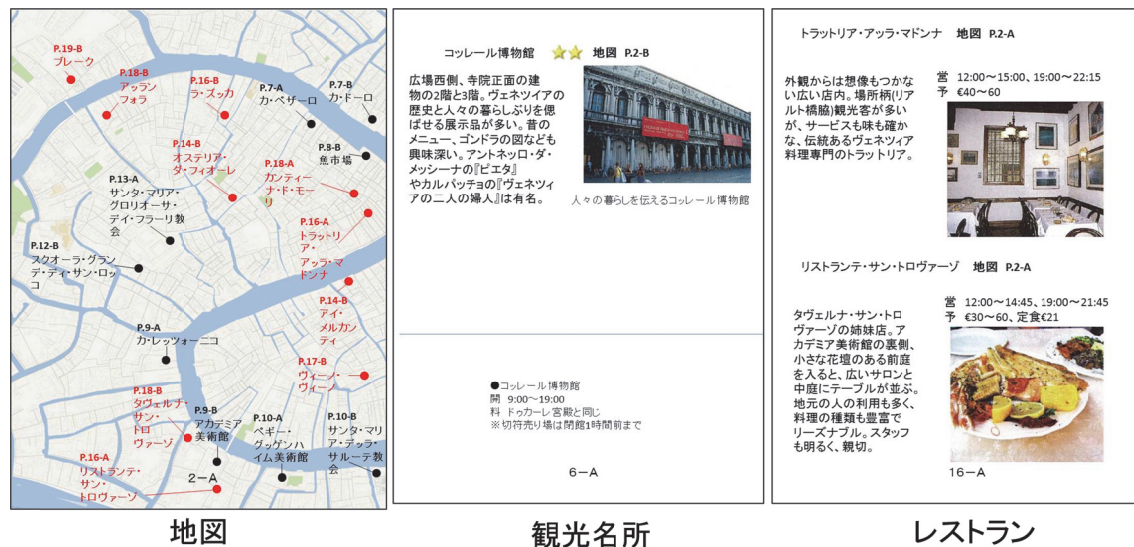 P.19-B
ブレーク
P.18-B
アッラン
フォラ
P.16-B
ラ・ズッカ
P.7-A
カ・ペザーロ
P.7-B
カ・ドーロ
P.14-B
オステリア・
ダ・フィオーレ
P.8-B
魚市場
P.18-A
カンティー
ナ・ド・モー
リ
P.13-A
サンタ・マリア・
グロリオーサ・
デイ・フラーリ教
会
P.16-A
トラットリ
ア・
アッラ・マ
ドンナ
P.12-B
スクオーラ・グラン
デ・ディ・サン・ロッ
コ
P.14-B
アイ・
メルカン
ティ
P.9-A
カ・レッツォーニコ
P.17-B
ヴィーノ・
ヴィーノ
P.18-B
タヴェルナ・
サン・
トロ
ヴァーゾ
P.9-B
アカデミア
美術館
P.10-A
ペギー・
グッゲンハ
イム美術館
P.10-B
サンタ・マリ
ア・デッラ・
サルーテ教
会
P.16-A
リストランテ・
サン・
トロヴァーゾ
2－A
地図
コッレール博物館 地図 P.2-B
広場西側、寺院正面の建
物の2階と3階。ヴェネツイアの
歴史と人々の暮らしぶりを偲
ばせる展示品が多い。昔の
メニュー、ゴンドラの図なども
興味深い。アントネッロ・ダ・
メッシーナの『ピエタ』
やカルパッチョの『ヴェネツィ
アの二人の婦人』は有名。
人々の暮らしを伝えるコッレール博物館
●コッレール博物館
開 9:00～19:00
料 ドゥカーレ宮殿と同じ
※切符売り場は閉館1時間前まで
6－A
観光名所
トラットリア・アッラ・マドンナ 地図 P.2-A
外観からは想像もつかな
い広い店内。場所柄(リア
ルト橋脇)観光客が多い
が、サービスも味も確か
な、伝統あるヴェネツィア
料理専門のトラットリア。
営 12:00～15:00、19:00～22:15
予 €40～60
リストランテ・サン・トロヴァーゾ 地図 P.2-A
営 12:00～14:45、19:00～21:45
予 €30～60、定食€21
タヴェルナ・サン・トロ
ヴァーゾの姉妹店。ア
カデミア美術館の裏側、
小さな花壇のある前庭
を入ると、広いサロンと
中庭にテーブルが並ぶ。
地元の人の利用も多く、
料理の種類も豊富で
リーズナブル。スタッフ
も明るく、親切。
16－A
レストラン